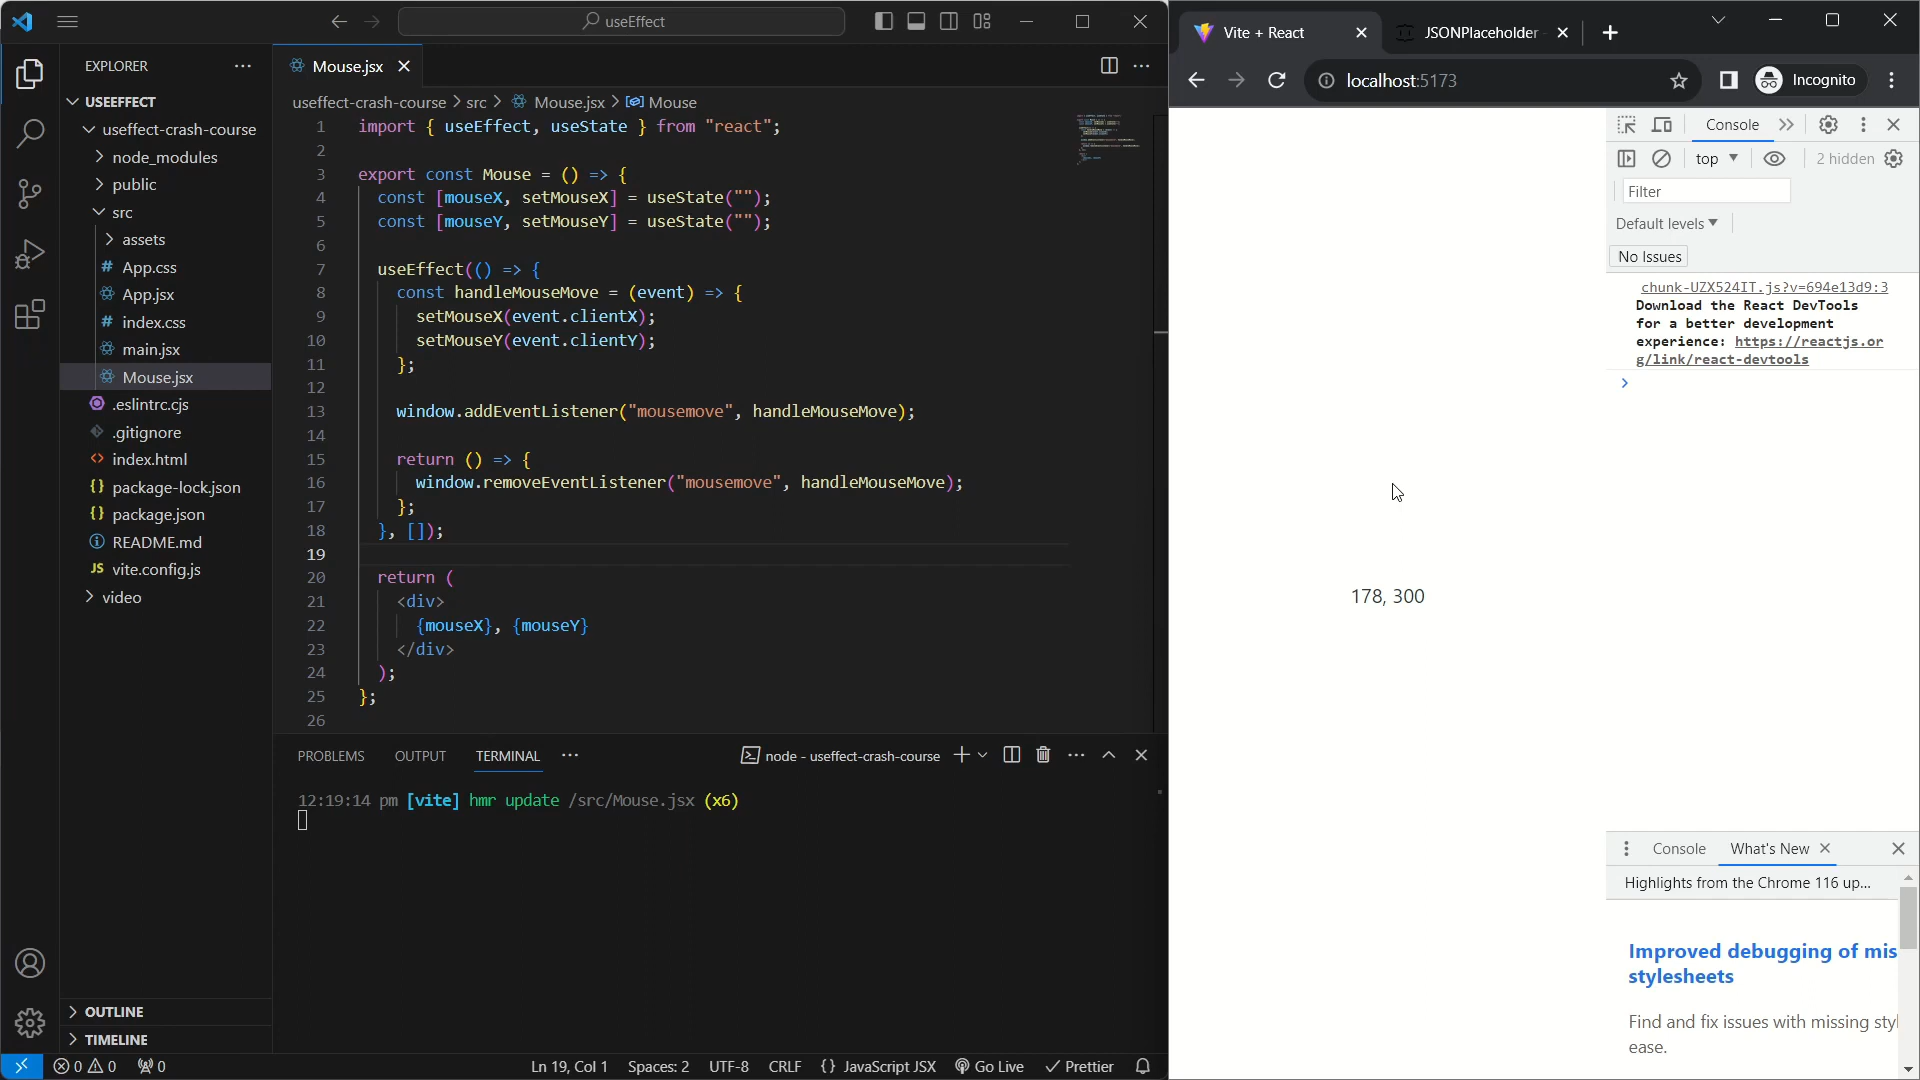 useEffect
EXPLORER
USEEFFECT
useffect-crash-course
node_modules
public
src
assets
App.css
App.jsx
index.css
main.jsx
Mouse.jsx
.eslintrc.cjs
.gitignore
index.html
package-lock.json
package.json
README.md
vite.config.js
video
OUTLINE
TIMELINE
Mouse.jsx
useffect-crash-course > src > Mouse.jsx > Mouse
1 import { useEffect, useState } from "react";
2
3 export const Mouse = () => {
4 const [mouseX, setMouseX] = useState("");
5 const [mouseY, setMouseY] = useState("");
6
7 useEffect(() => {
8 const handleMouseMove = (event) => {
9 setMouseX(event.clientX);
10 setMouseY(event.clientY);
11 };
12
13 window.addEventListener("mousemove", handleMouseMove);
14
15 return () => {
16 window.removeEventListener("mousemove", handleMouseMove);
17 };
18 }, []);
19
20 return (
21 <div>
22 {mouseX}, {mouseY}
23 </div>
24 );
25 };
26
PROBLEMS OUTPUT TERMINAL
node - useffect-crash-course
12:19:14 pm [vite] hmr update /src/Mouse.jsx (x6)
0 0 0
Ln 19, Col 1 Spaces: 2 UTF-8 CRLF {} JavaScript JSX Go Live Prettier
Vite + React
JSONPlaceholder -
localhost:5173
Incognito
178, 300
Console
top
2 hidden
Filter
Default levels
No Issues
chunk-UZX524IT.js?v=694e13d9:3
Download the React DevTools
for a better development
experience: https://reactjs.or
g/link/react-devtools
Console What's New
Highlights from the Chrome 116 up...
Improved debugging of mis
stylesheets
Find and fix issues with missing styl
ease.